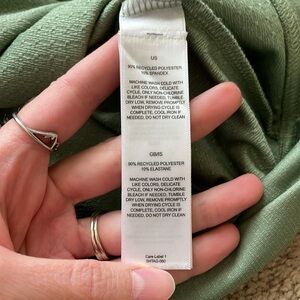 US
90% RECYCLED POLYESTER
10% SPANDEX
MACHINE WASH COLD WITH
LIKE COLORS, DELICATE
CYCLE, ONLY NON-CHLORINE
BLEACH IF NEEDED, TUMBLE
DRY LOW, REMOVE PROMPTLY
WHEN DRYING CYCLE IS
COMPLETE, COOL IRON IF
NEEDED, DO NOT DRY CLEAN
GB/IS
90% RECYCLED POLYESTER
10% ELASTANE
MACHINE WASH COLD WITH
LIKE COLORS, DELICATE
CYCLE, ONLY NON-CHLORINE
BLEACH IF NEEDED, TUMBLE
DRY LOW, REMOVE PROMPTLY
WHEN DRYING CYCLE IS
COMPLETE, COOL IRON IF
NEEDED, DO NOT DRY CLEAN
Care Label 1